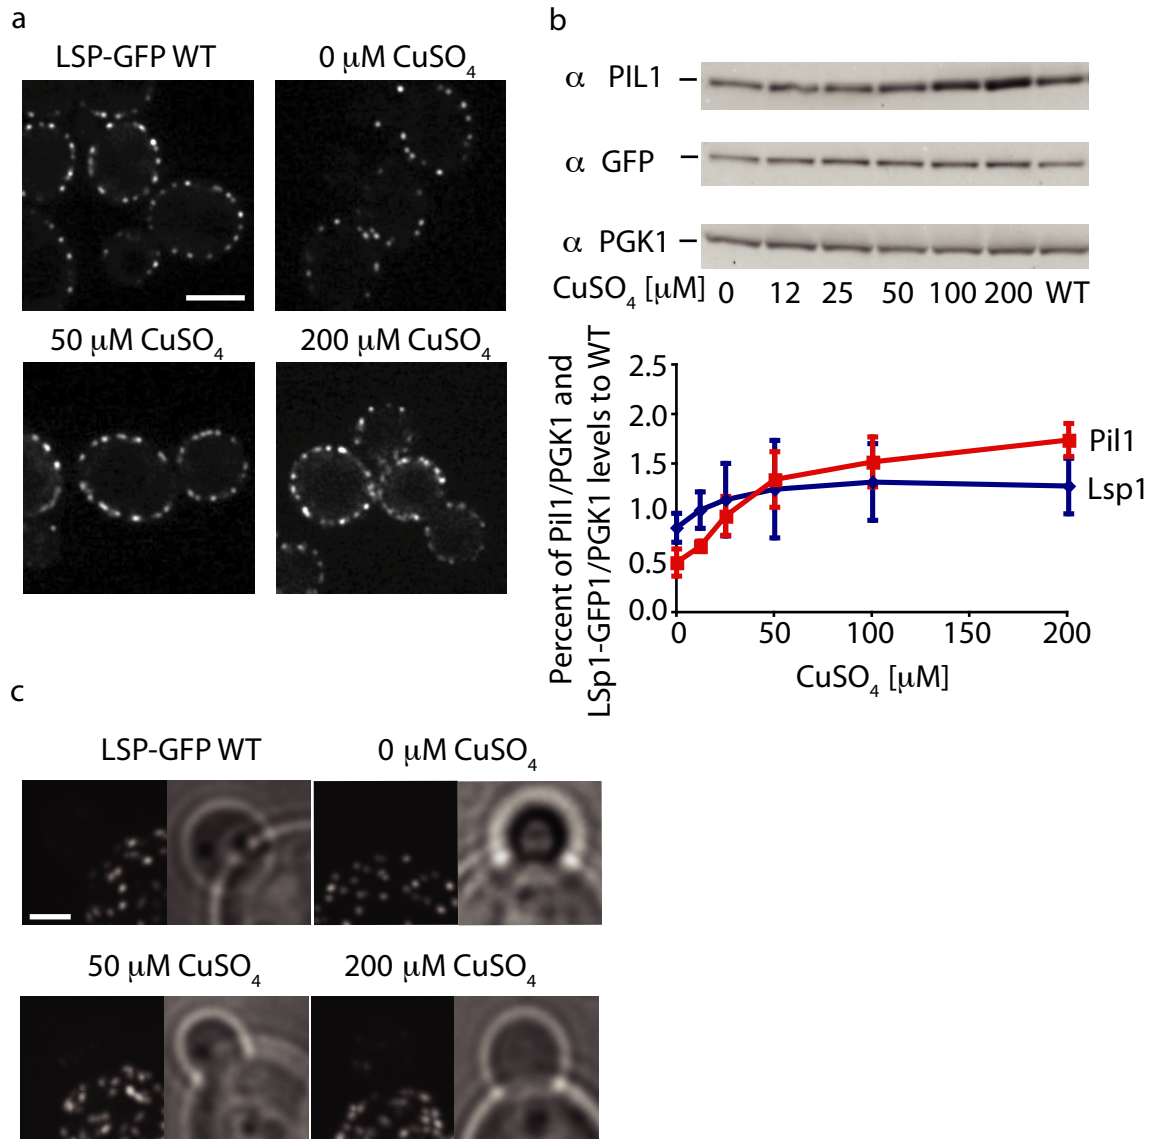 a
LSP-GFP WT
0 μM CuSO₄
50 μM CuSO₄
200 μM CuSO₄
b
α PIL1
α GFP
α PGK1
CuSO₄ [μM] 0 12 25 50 100 200 WT
Percent of Pil1/PGK1 and
LSp1-GFP1/PGK1 levels to WT
2.5
2.0
1.5
1.0
0.5
0.0
0 50 100 150 200
CuSO₄ [μM]
Pil1
Lsp1
c
LSP-GFP WT
0 μM CuSO₄
50 μM CuSO₄
200 μM CuSO₄